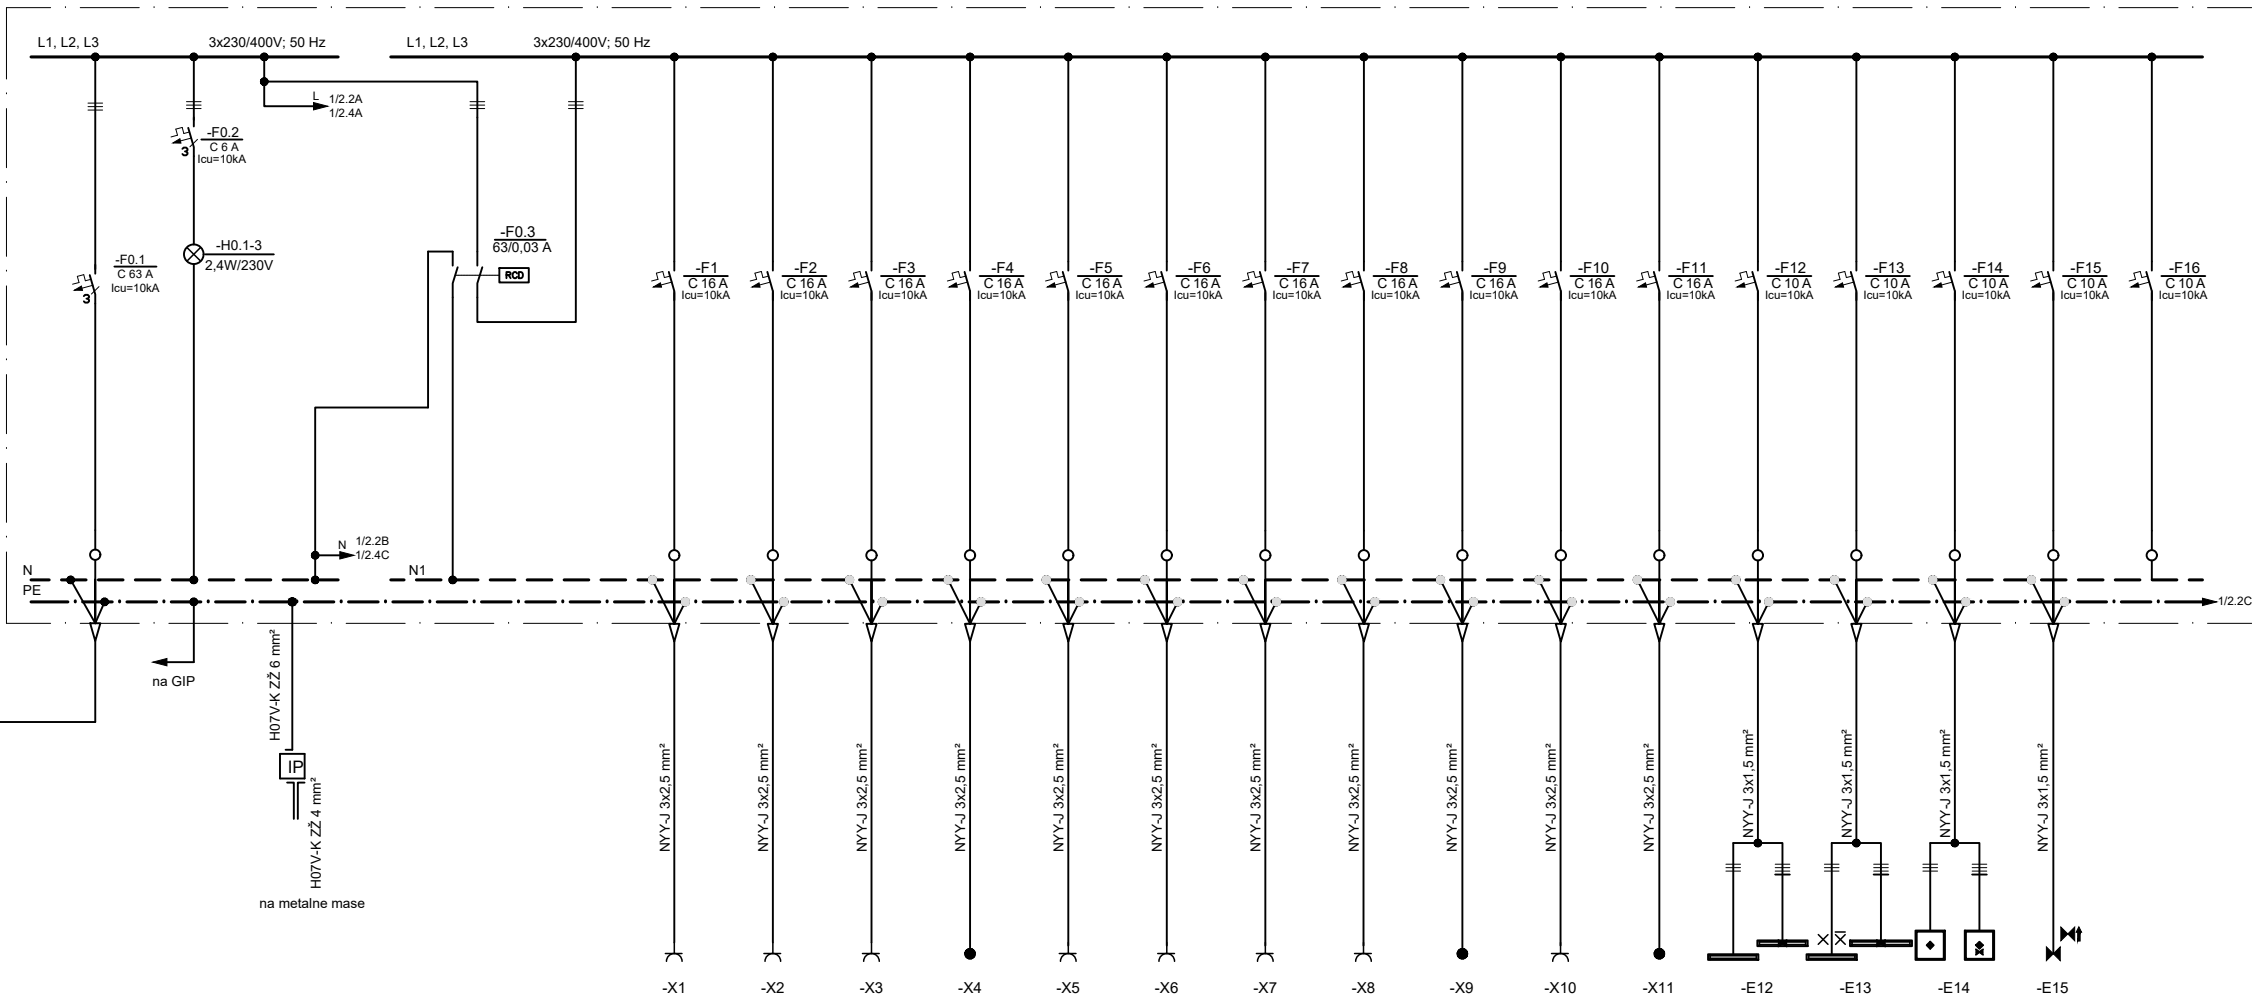 L1, L2, L3
3x230/400V; 50 Hz
L1, L2, L3
3x230/400V; 50 Hz
L
1/2.2A
1/2.4A
-F0.2
C 6 A
Icu=10kA
3
-F0.1
C 63 A
Icu=10kA
3
-H0.1-3
2,4W/230V
-F0.3
63/0,03 A
RCD
-F1
C 16 A
Icu=10kA
-F2
C 16 A
Icu=10kA
-F3
C 16 A
Icu=10kA
-F4
C 16 A
Icu=10kA
-F5
C 16 A
Icu=10kA
-F6
C 16 A
Icu=10kA
-F7
C 16 A
Icu=10kA
-F8
C 16 A
Icu=10kA
-F9
C 16 A
Icu=10kA
-F10
C 16 A
Icu=10kA
-F11
C 16 A
Icu=10kA
-F12
C 10 A
Icu=10kA
-F13
C 10 A
Icu=10kA
-F14
C 10 A
Icu=10kA
-F15
C 10 A
Icu=10kA
-F16
C 10 A
Icu=10kA
N
1/2.2B
1/2.4C
N
N1
PE
1/2.2C
na GIP
H07V-K ZŽ 6 mm²
IP
H07V-K ZŽ 4 mm²
na metalne mase
NYY-J 3x2,5 mm²
NYY-J 3x2,5 mm²
NYY-J 3x2,5 mm²
NYY-J 3x2,5 mm²
NYY-J 3x2,5 mm²
NYY-J 3x2,5 mm²
NYY-J 3x2,5 mm²
NYY-J 3x2,5 mm²
NYY-J 3x2,5 mm²
NYY-J 3x2,5 mm²
NYY-J 3x2,5 mm²
NYY-J 3x1,5 mm²
NYY-J 3x1,5 mm²
NYY-J 3x1,5 mm²
NYY-J 3x1,5 mm²
-X1
-X2
-X3
-X4
-X5
-X6
-X7
-X8
-X9
-X10
-X11
-E12
-E13
-E14
-E15